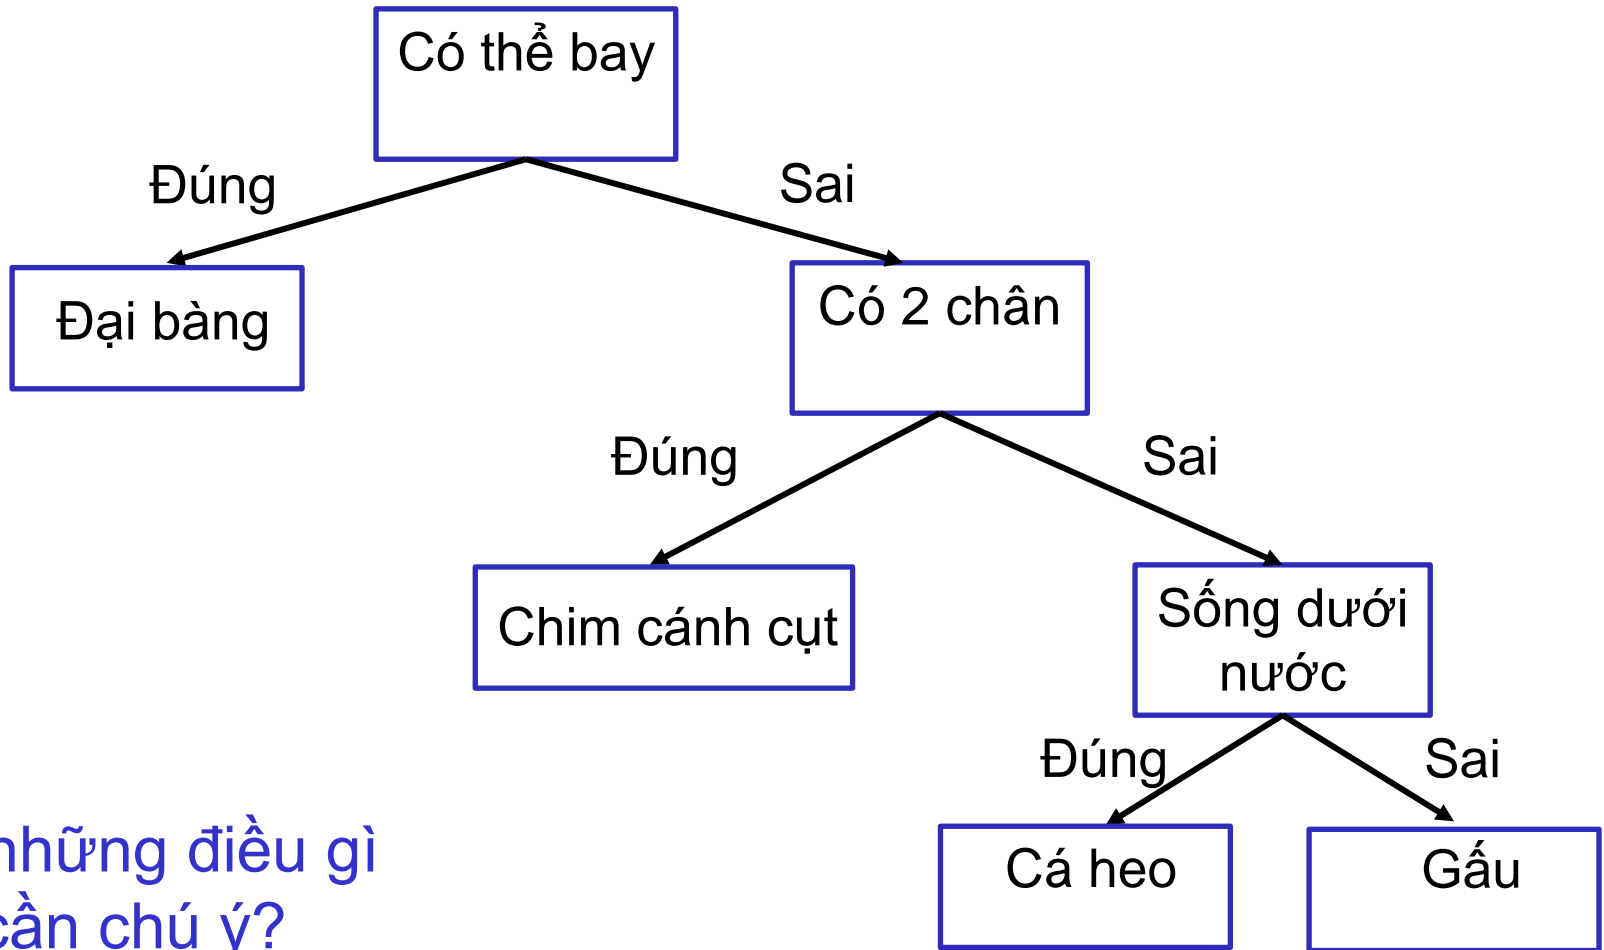 Có thể bay
Đúng
Sai
Đại bàng
Có 2 chân
Đúng
Sai
Chim cánh cụt
Sống dưới
nước
Đúng
Sai
Cá heo
Gấu
những điều gì
cần chú ý?